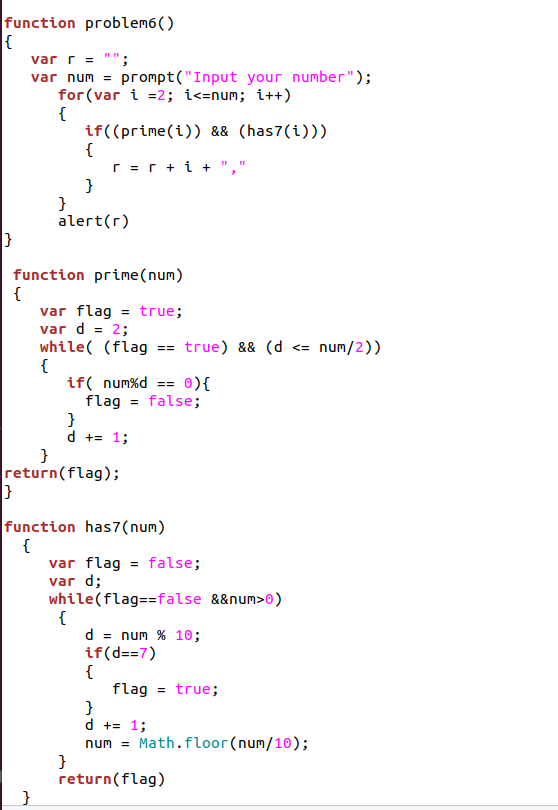 function problem6()
{
var r = "";
var num = prompt("Input your number");
for(var i =2; i<=num; i++)
{
if((prime(i)) && (has7(i)))
{
r = r + i + ","
}
}
alert(r)
}
function prime(num)
{
var flag = true;
var d = 2;
while( (flag == true) && (d <= num/2))
{
if( num%d == 0){
flag = false;
}
d += 1;
}
return(flag);
}
function has7(num)
{
var flag = false;
var d;
while(flag==false &&num>0)
{
d = num % 10;
if(d==7)
{
flag = true;
}
d += 1;
num = Math.floor(num/10);
}
return(flag)
}